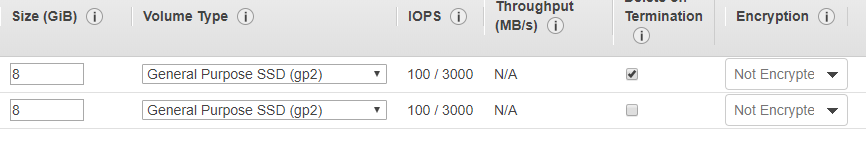 Size (GiB)
Volume Type
IOPS
Throughput
(MB/s)
Delete on
Termination
Encryption
8
General Purpose SSD (gp2)
100 / 3000
N/A
Not Encrypte
8
General Purpose SSD (gp2)
100 / 3000
N/A
Not Encrypte